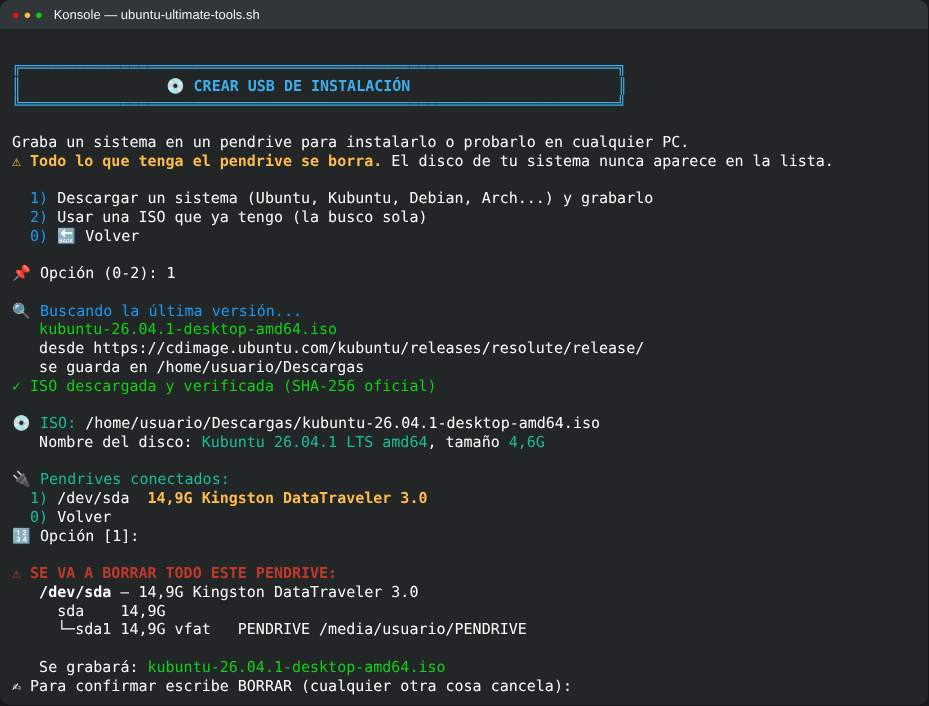 Konsole — ubuntu-ultimate-tools.sh
💿 CREAR USB DE INSTALACIÓN
Graba un sistema en un pendrive para instalarlo o probarlo en cualquier PC.
⚠ Todo lo que tenga el pendrive se borra. El disco de tu sistema nunca aparece en la lista.
1) Descargar un sistema (Ubuntu, Kubuntu, Debian, Arch...) y grabarlo
2) Usar una ISO que ya tengo (la busco sola)
0) 🔙 Volver
📌 Opción (0-2): 1
🔍 Buscando la última versión...
kubuntu-26.04.1-desktop-amd64.iso
desde https://cdimage.ubuntu.com/kubuntu/releases/resolute/release/
se guarda en /home/usuario/Descargas
✓ ISO descargada y verificada (SHA-256 oficial)
💿 ISO: /home/usuario/Descargas/kubuntu-26.04.1-desktop-amd64.iso
Nombre del disco: Kubuntu 26.04.1 LTS amd64, tamaño 4,6G
🔌 Pendrives conectados:
1) /dev/sda  14,9G Kingston DataTraveler 3.0
0) Volver
🔢 Opción [1]:
⚠ SE VA A BORRAR TODO ESTE PENDRIVE:
/dev/sda — 14,9G Kingston DataTraveler 3.0
sda    14,9G
└─sda1 14,9G vfat   PENDRIVE /media/usuario/PENDRIVE
Se grabará: kubuntu-26.04.1-desktop-amd64.iso
✍ Para confirmar escribe BORRAR (cualquier otra cosa cancela):